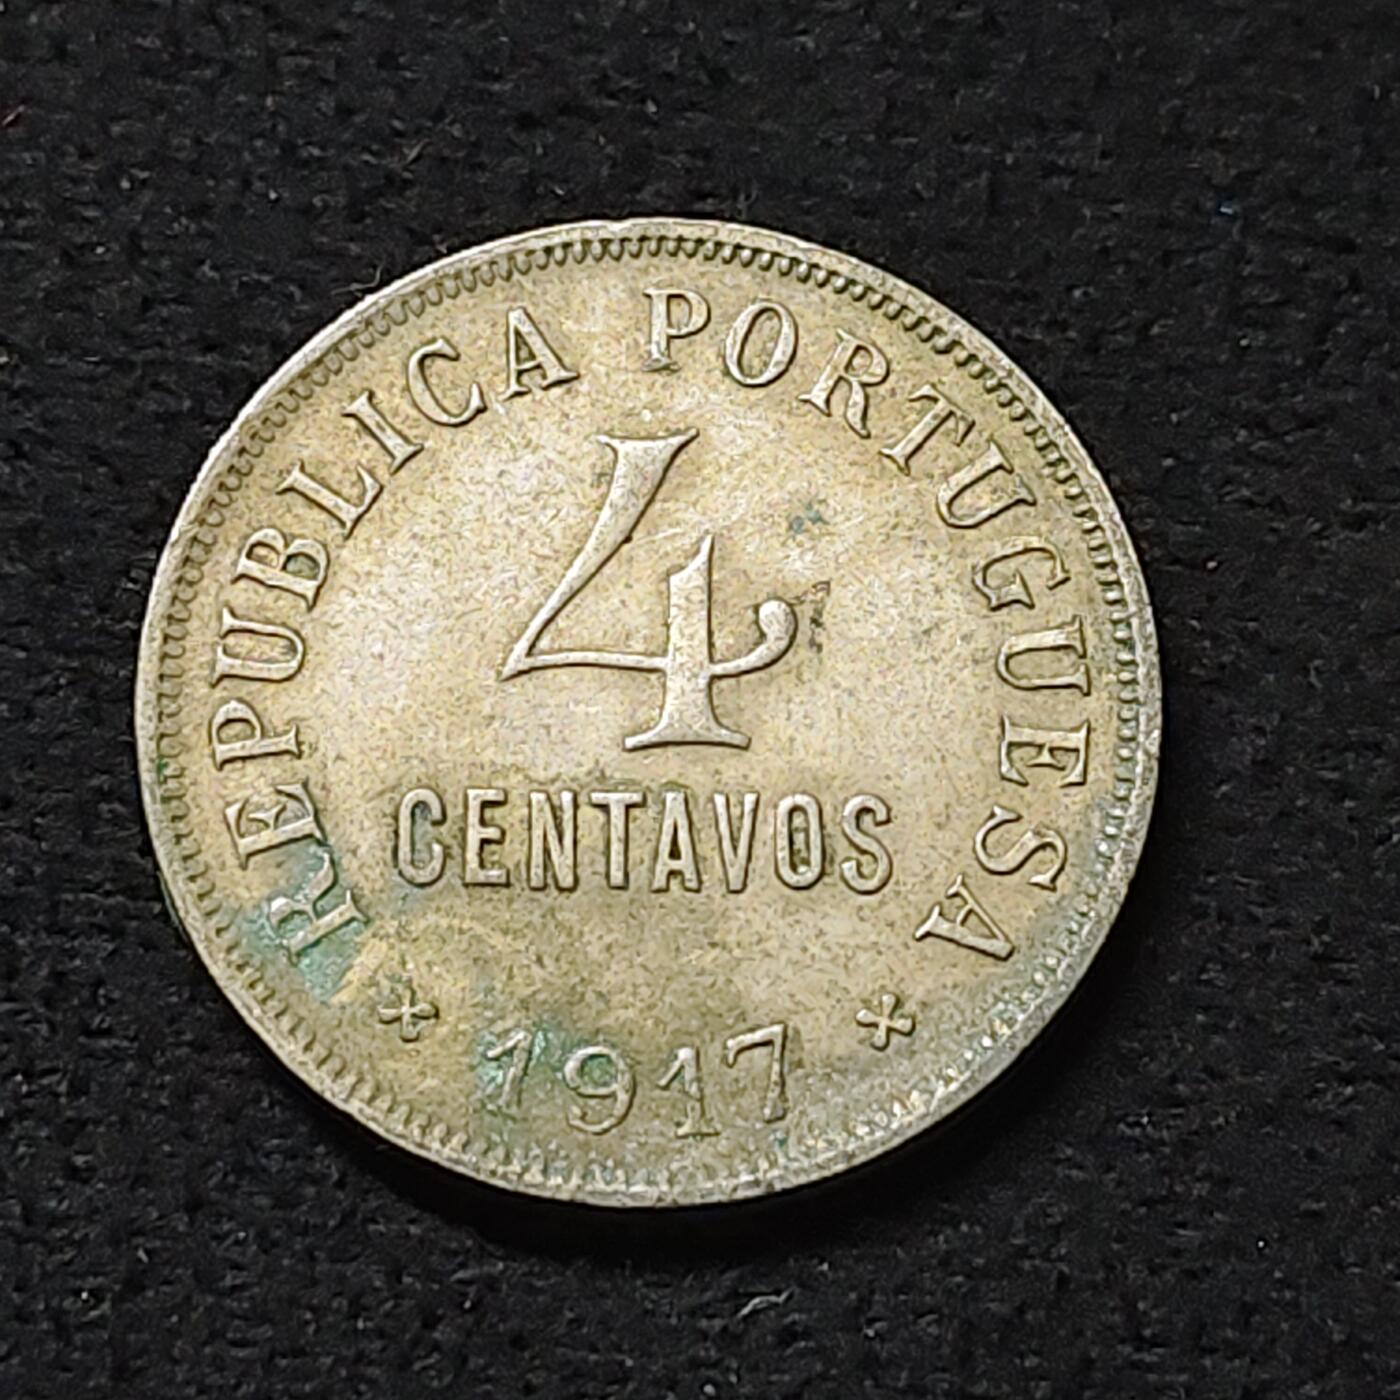 REPUBLICA PORTUGUESA
4
CENTAVOS
1917